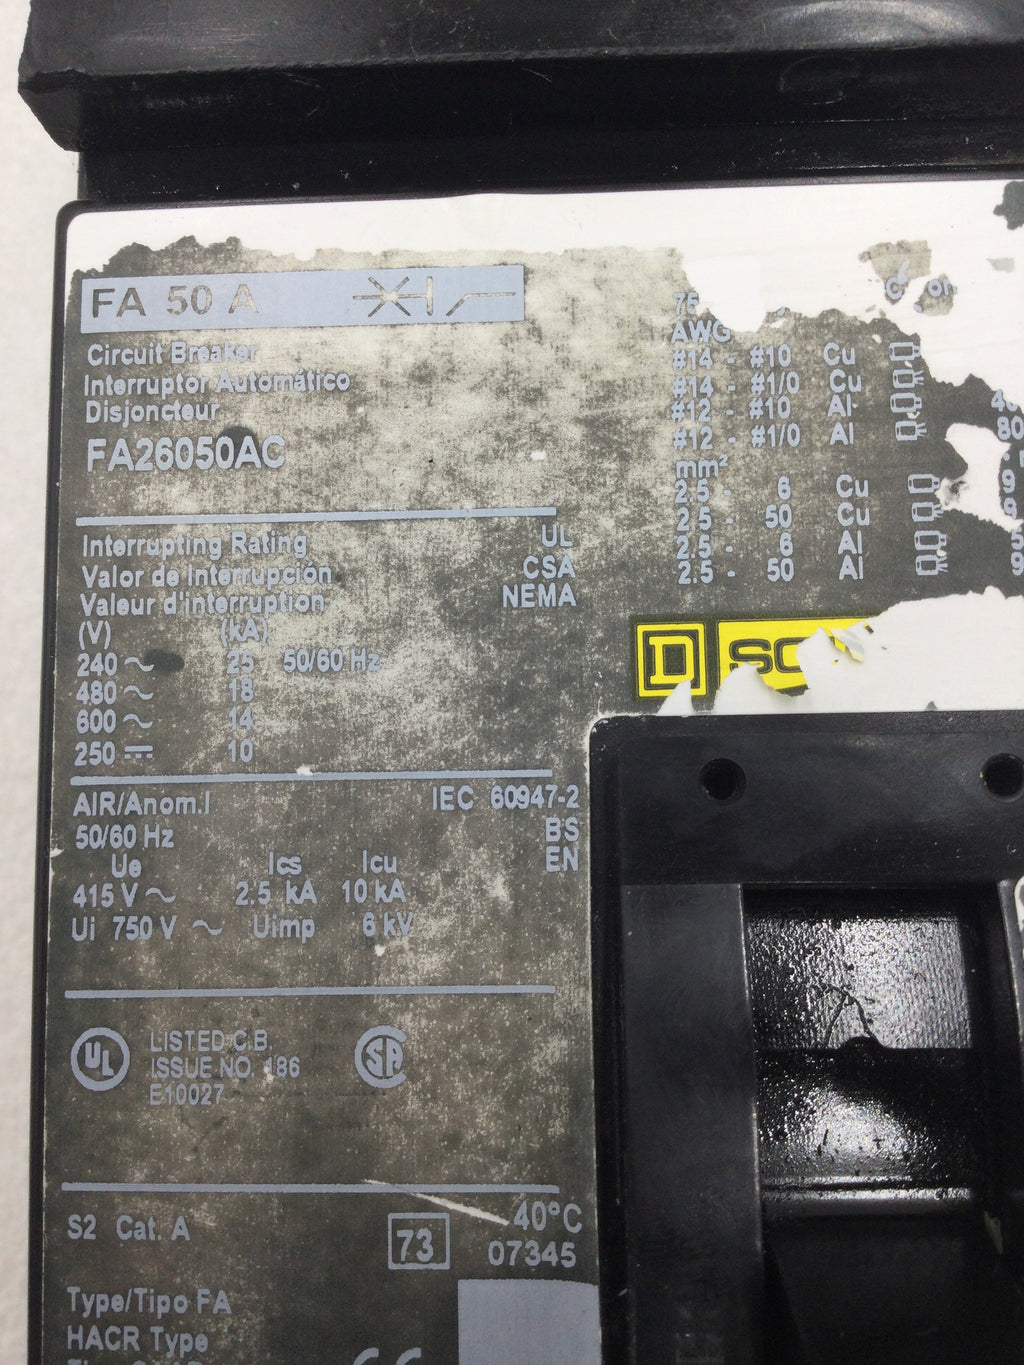 FA 50 A
Circuit Breaker
Interruptor Automático
Disjoncteur
FA26050AC
Interrupting Rating UL
Valor de Interrupción CSA
Valeur d'interruption NEMA
(V) (kA)
240 ~ 25 50/60 Hz
480 ~ 18
600 ~ 14
250 ⎓ 10
AIR/Anom.I IEC 60947-2
50/60 Hz BS
EN
Ue Ics Icu
415 V ~ 2.5 kA 10 kA
Ui 750 V ~ Uimp 6 kV
UL
LISTED C.B.
ISSUE NO. 186
E10027
SA
S2 Cat. A
73
40°C
07345
Type/Tipo FA
HACR Type
75
AWG
#14 - #10 Cu
#14 - #1/0 Cu
#12 - #10 Al
#12 - #1/0 Al
mm²
2.5 - 6 Cu
2.5 - 50 Cu
2.5 - 6 Al
2.5 - 50 Al
or
80
D